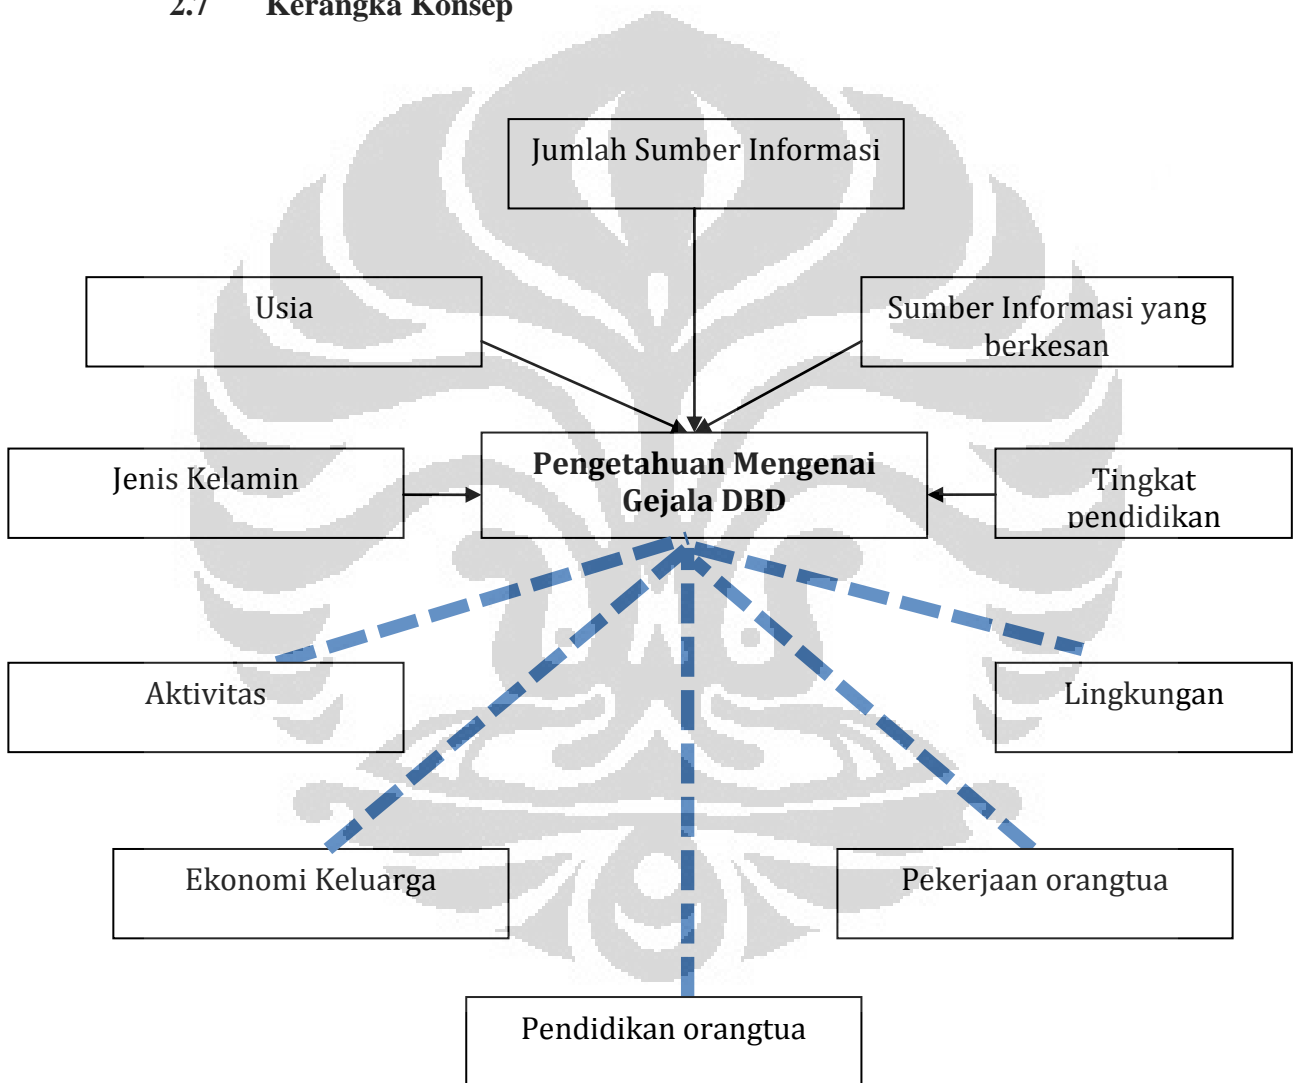 2.7 Kerangka Konsep
Jumlah Sumber Informasi
Usia
Sumber Informasi yang
berkesan
Jenis Kelamin
Pengetahuan Mengenai
Gejala DBD
Tingkat
pendidikan
Aktivitas
Lingkungan
Ekonomi Keluarga
Pekerjaan orangtua
Pendidikan orangtua